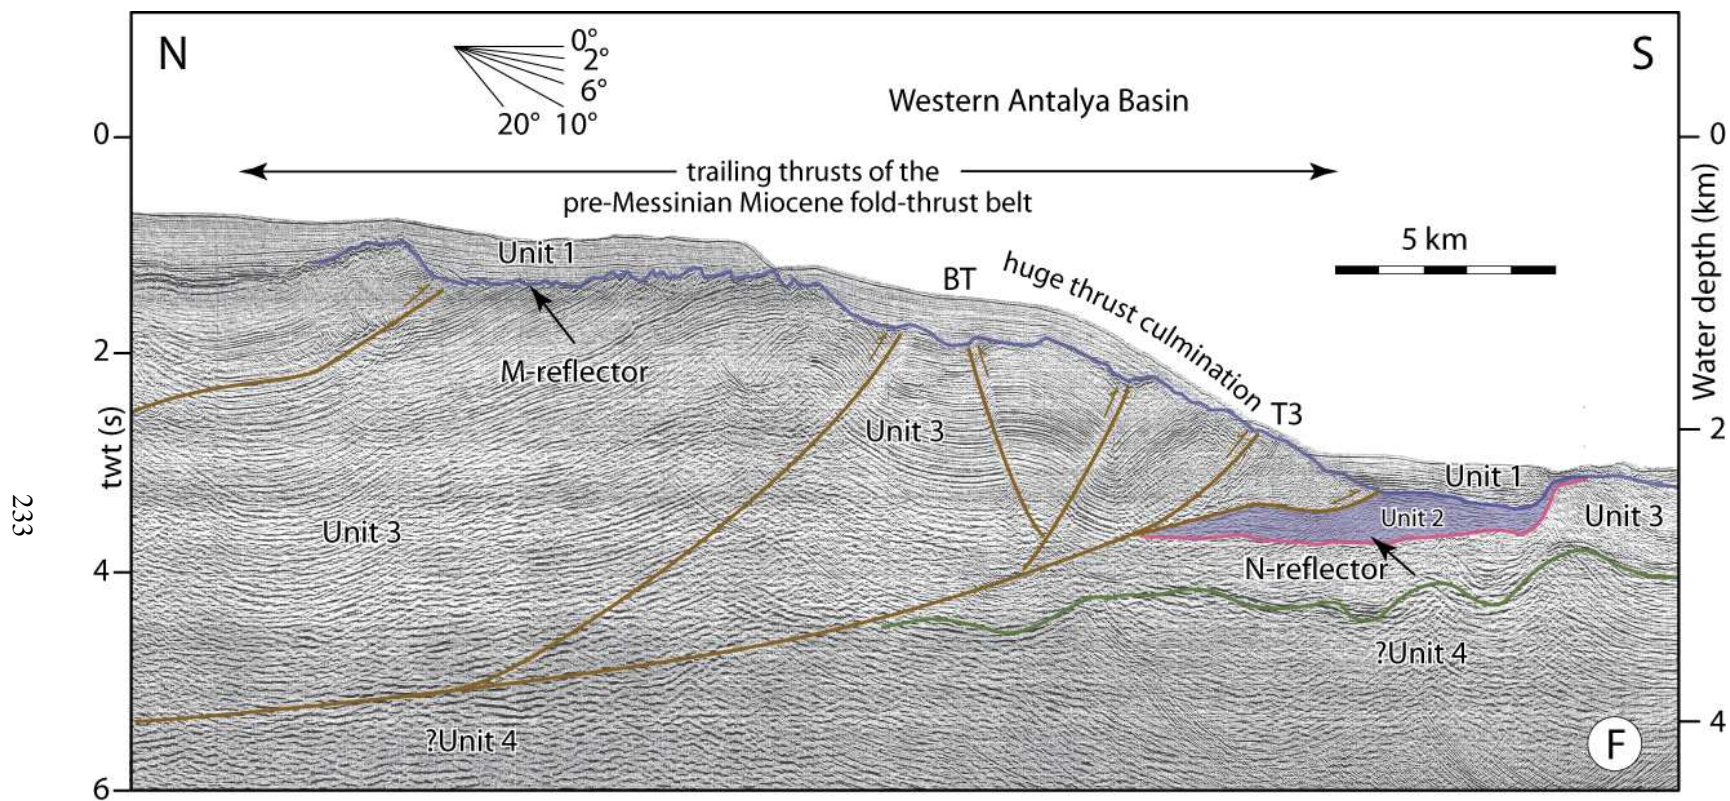 N
S
0°
2°
6°
20° 10°
Western Antalya Basin
0
0
trailing thrusts of the
pre-Messinian Miocene fold-thrust belt
5 km
Unit 1
BT
huge thrust culmination
2
M-reflector
T3
Water depth (km)
2
twt (s)
Unit 3
Unit 1
Unit 2
Unit 3
Unit 3
233
4
N-reflector
?Unit 4
?Unit 4
4
F
6